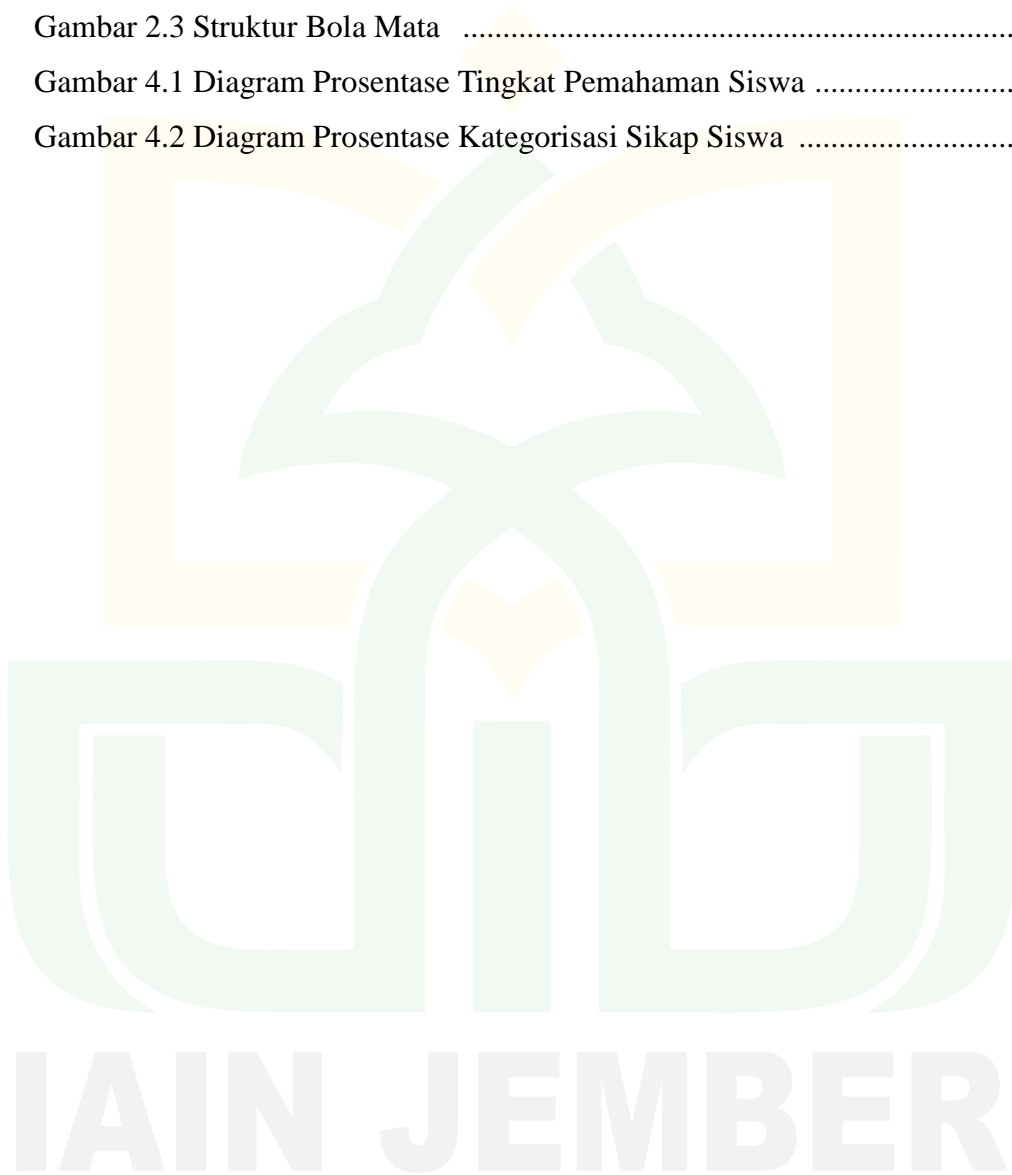 Gambar 2.3 Struktur Bola Mata ......................................................................
Gambar 4.1 Diagram Prosentase Tingkat Pemahaman Siswa .........................
Gambar 4.2 Diagram Prosentase Kategorisasi Sikap Siswa ...........................
IAIN JEMBER